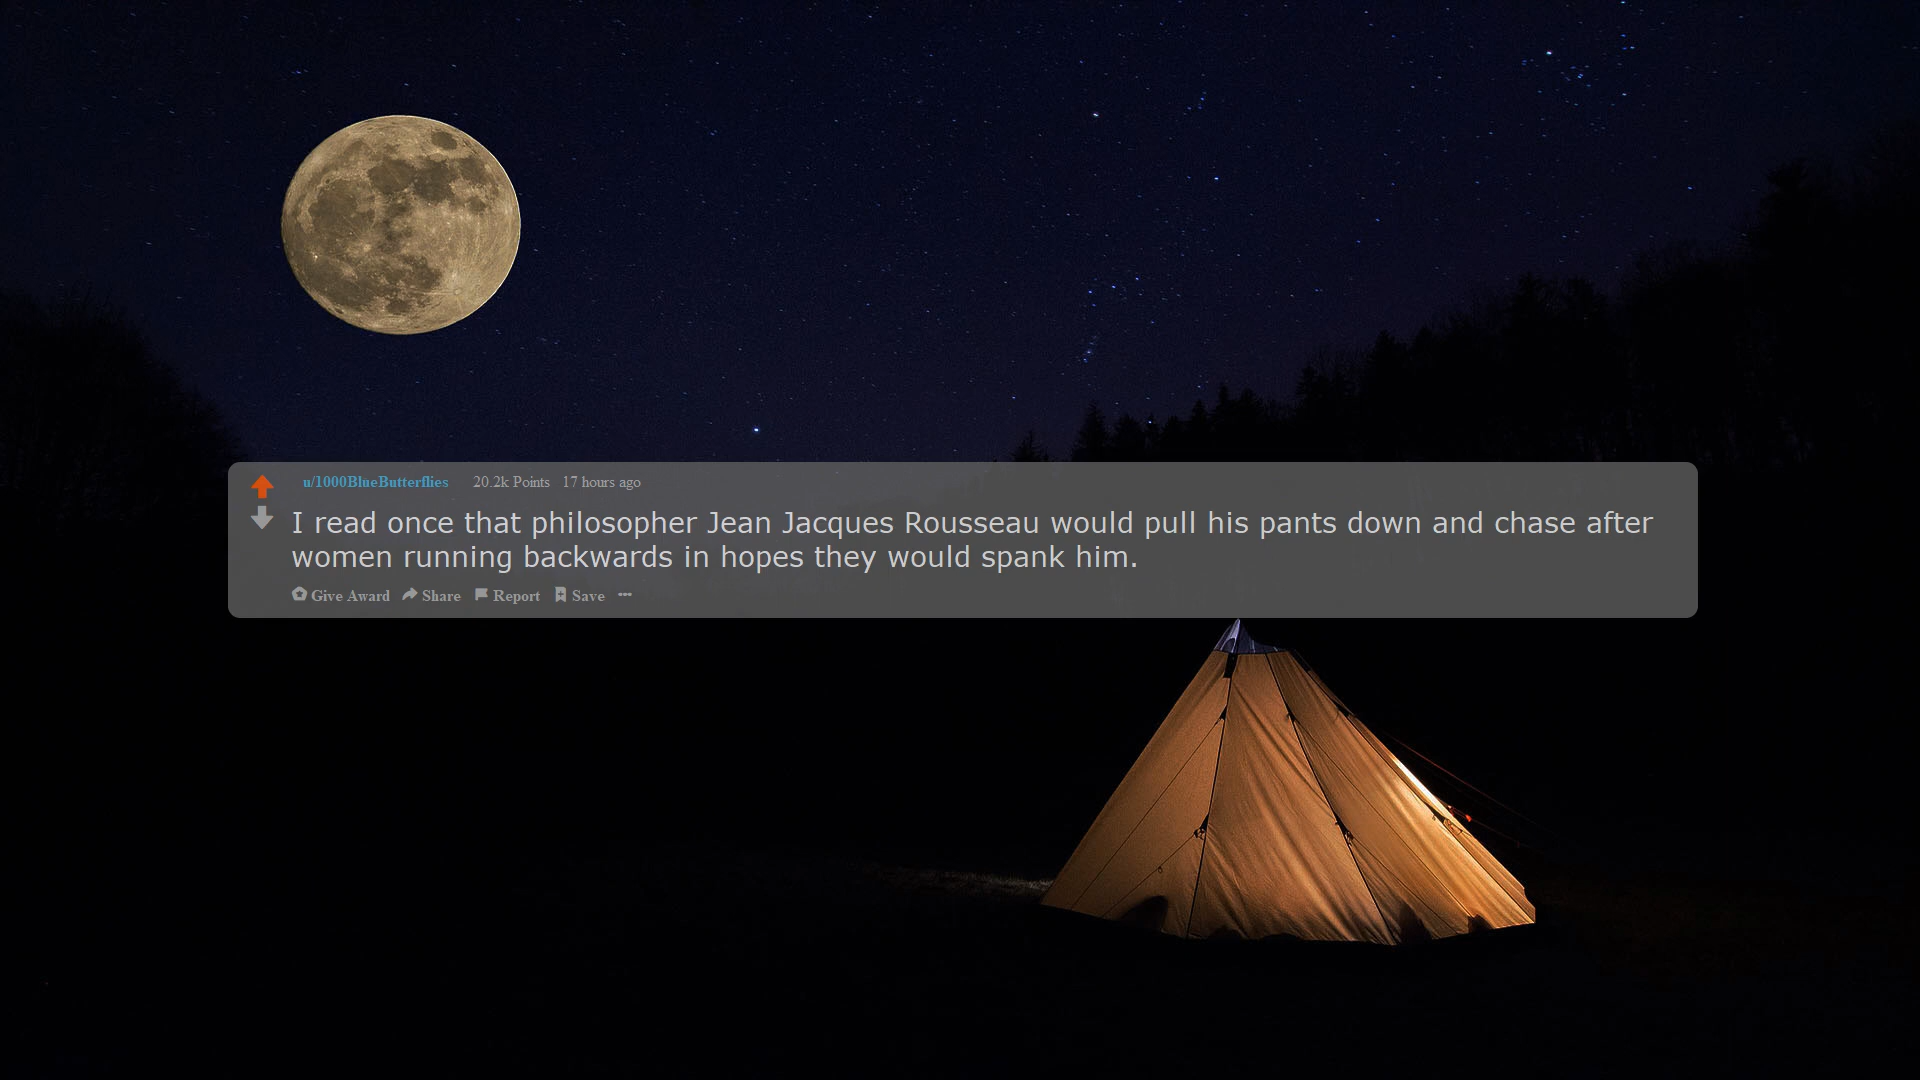 u/1000BlueButterflies 20.2k Points 17 hours ago
I read once that philosopher Jean Jacques Rousseau would pull his pants down and chase after
women running backwards in hopes they would spank him.
Give Award Share Report Save